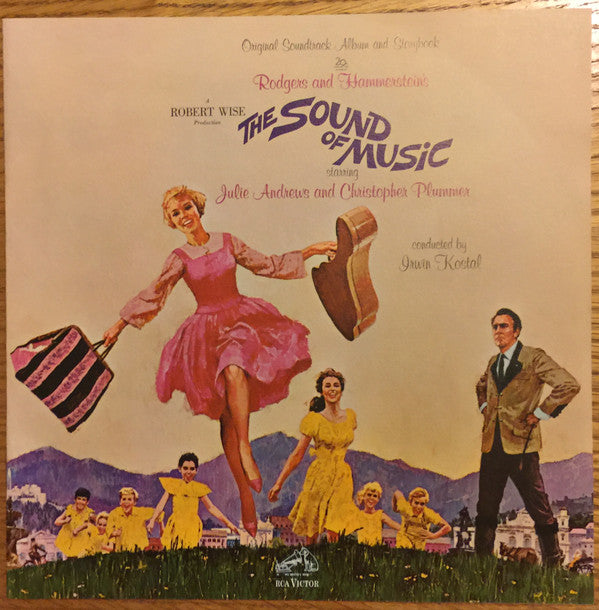 Original Soundtrack Album and Storybook
20th
Rodgers and Hammerstein's
A
ROBERT WISE
Production
THE SOUND
OF MUSIC
starring
Julie Andrews and Christopher Plummer
conducted by
Irwin Kostal
RCA VICTOR